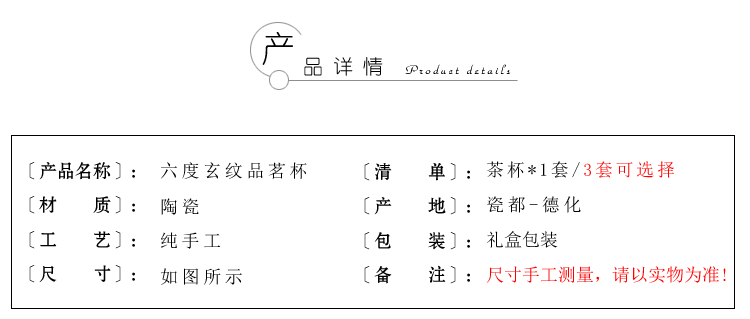 产品详情 Product details
〔产品名称〕： 六度玄纹品茗杯 〔清 单〕： 茶杯*1套/3套可选择
〔材 质〕： 陶瓷 〔产 地〕： 瓷都-德化
〔工 艺〕： 纯手工 〔包 装〕： 礼盒包装
〔尺 寸〕： 如图所示 〔备 注〕： 尺寸手工测量，请以实物为准!